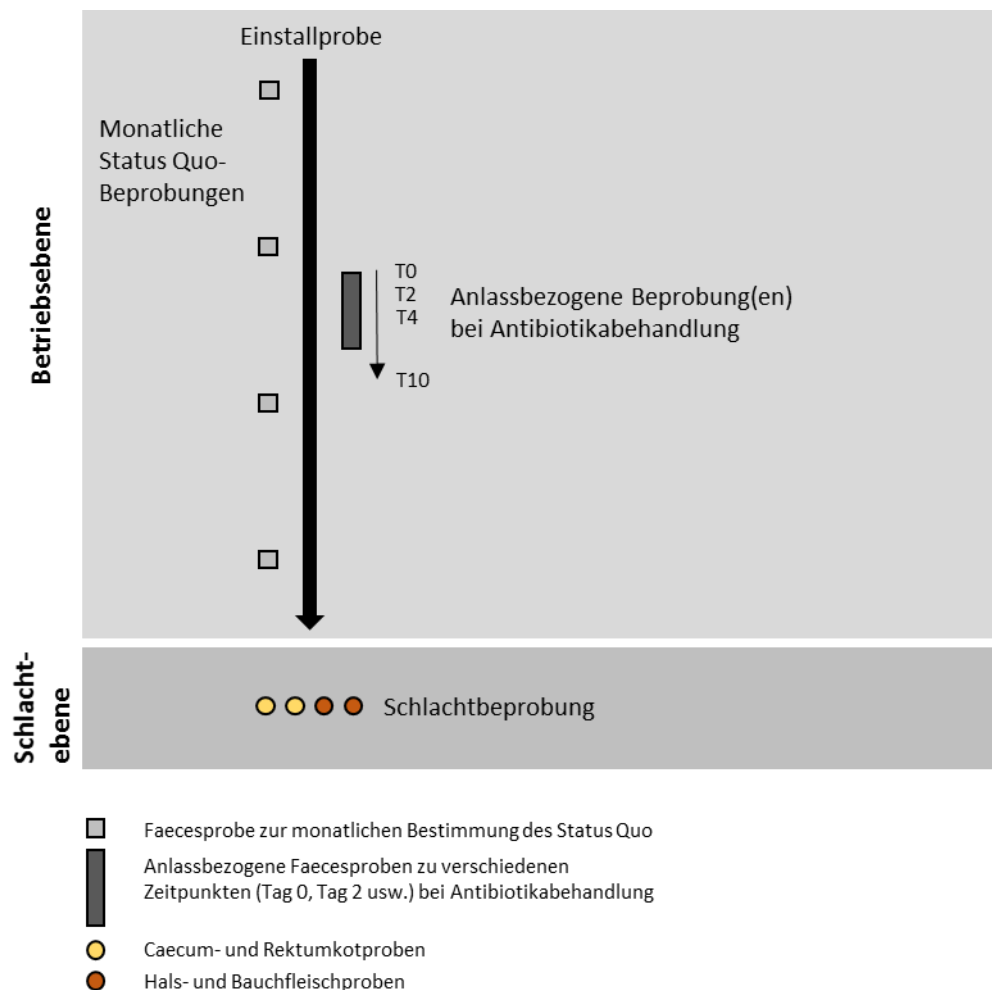 Einstallprobe
Monatliche
Status Quo-
Beprobungen
Betriebsebene
T0
T2
T4
T10
Anlassbezogene Beprobung(en)
bei Antibiotikabehandlung
Schlacht-
ebene
Schlachtbeprobung
Faecesprobe zur monatlichen Bestimmung des Status Quo
Anlassbezogene Faecesproben zu verschiedenen
Zeitpunkten (Tag 0, Tag 2 usw.) bei Antibiotikabehandlung
Caecum- und Rektumkotproben
Hals- und Bauchfleischproben